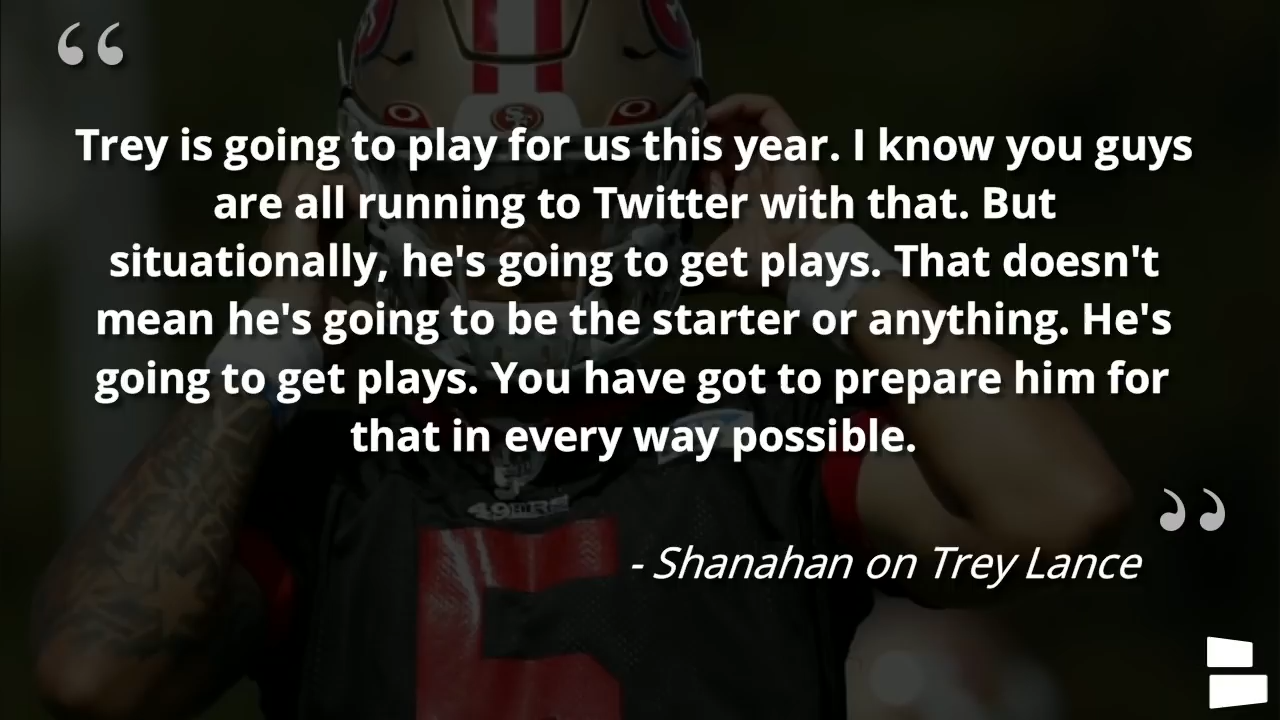 “
Trey is going to play for us this year. I know you guys
are all running to Twitter with that. But
situationally, he's going to get plays. That doesn't
mean he's going to be the starter or anything. He's
going to get plays. You have got to prepare him for
that in every way possible.
”
- Shanahan on Trey Lance
SF
49ERS
5